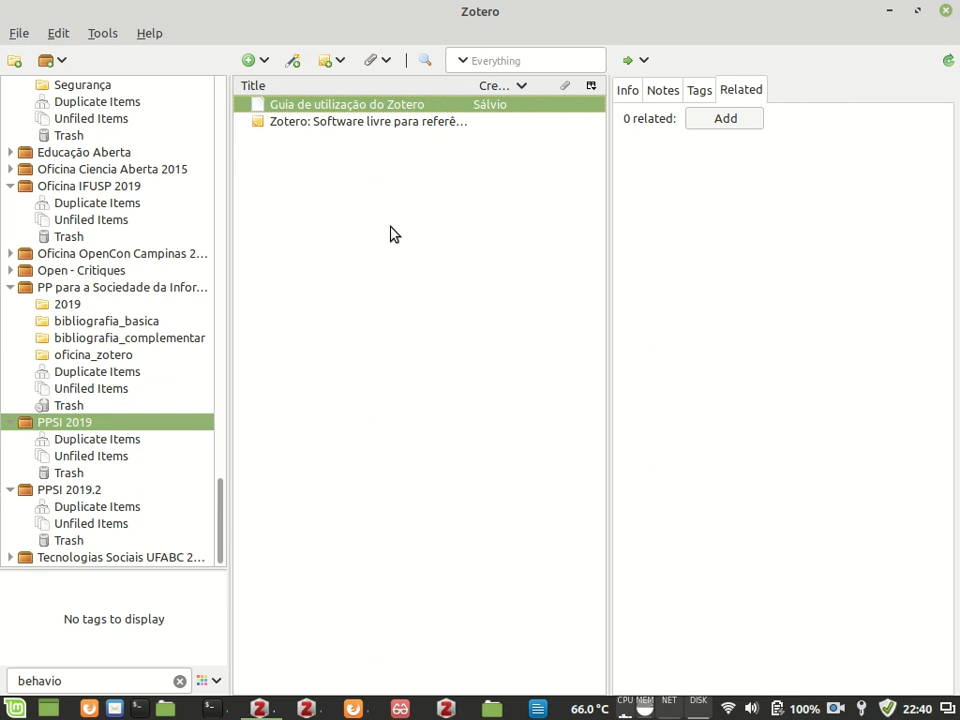 Zotero
File Edit Tools Help
Everything
Segurança
Duplicate Items
Unfiled Items
Trash
Educação Aberta
Oficina Ciencia Aberta 2015
Oficina IFUSP 2019
Duplicate Items
Unfiled Items
Trash
Oficina OpenCon Campinas 2...
Open - Critiques
PP para a Sociedade da Infor...
2019
bibliografia_basica
bibliografia_complementar
oficina_zotero
Duplicate Items
Unfiled Items
Trash
PPSI 2019
Duplicate Items
Unfiled Items
Trash
PPSI 2019.2
Duplicate Items
Unfiled Items
Trash
Tecnologias Sociais UFABC 2...
No tags to display
behavio
Title Cre...
Guia de utilização do Zotero Sálvio
Zotero: Software livre para referê...
Info Notes Tags Related
0 related: Add
66.0°C CPU MEM NET DISK 100% 22:40